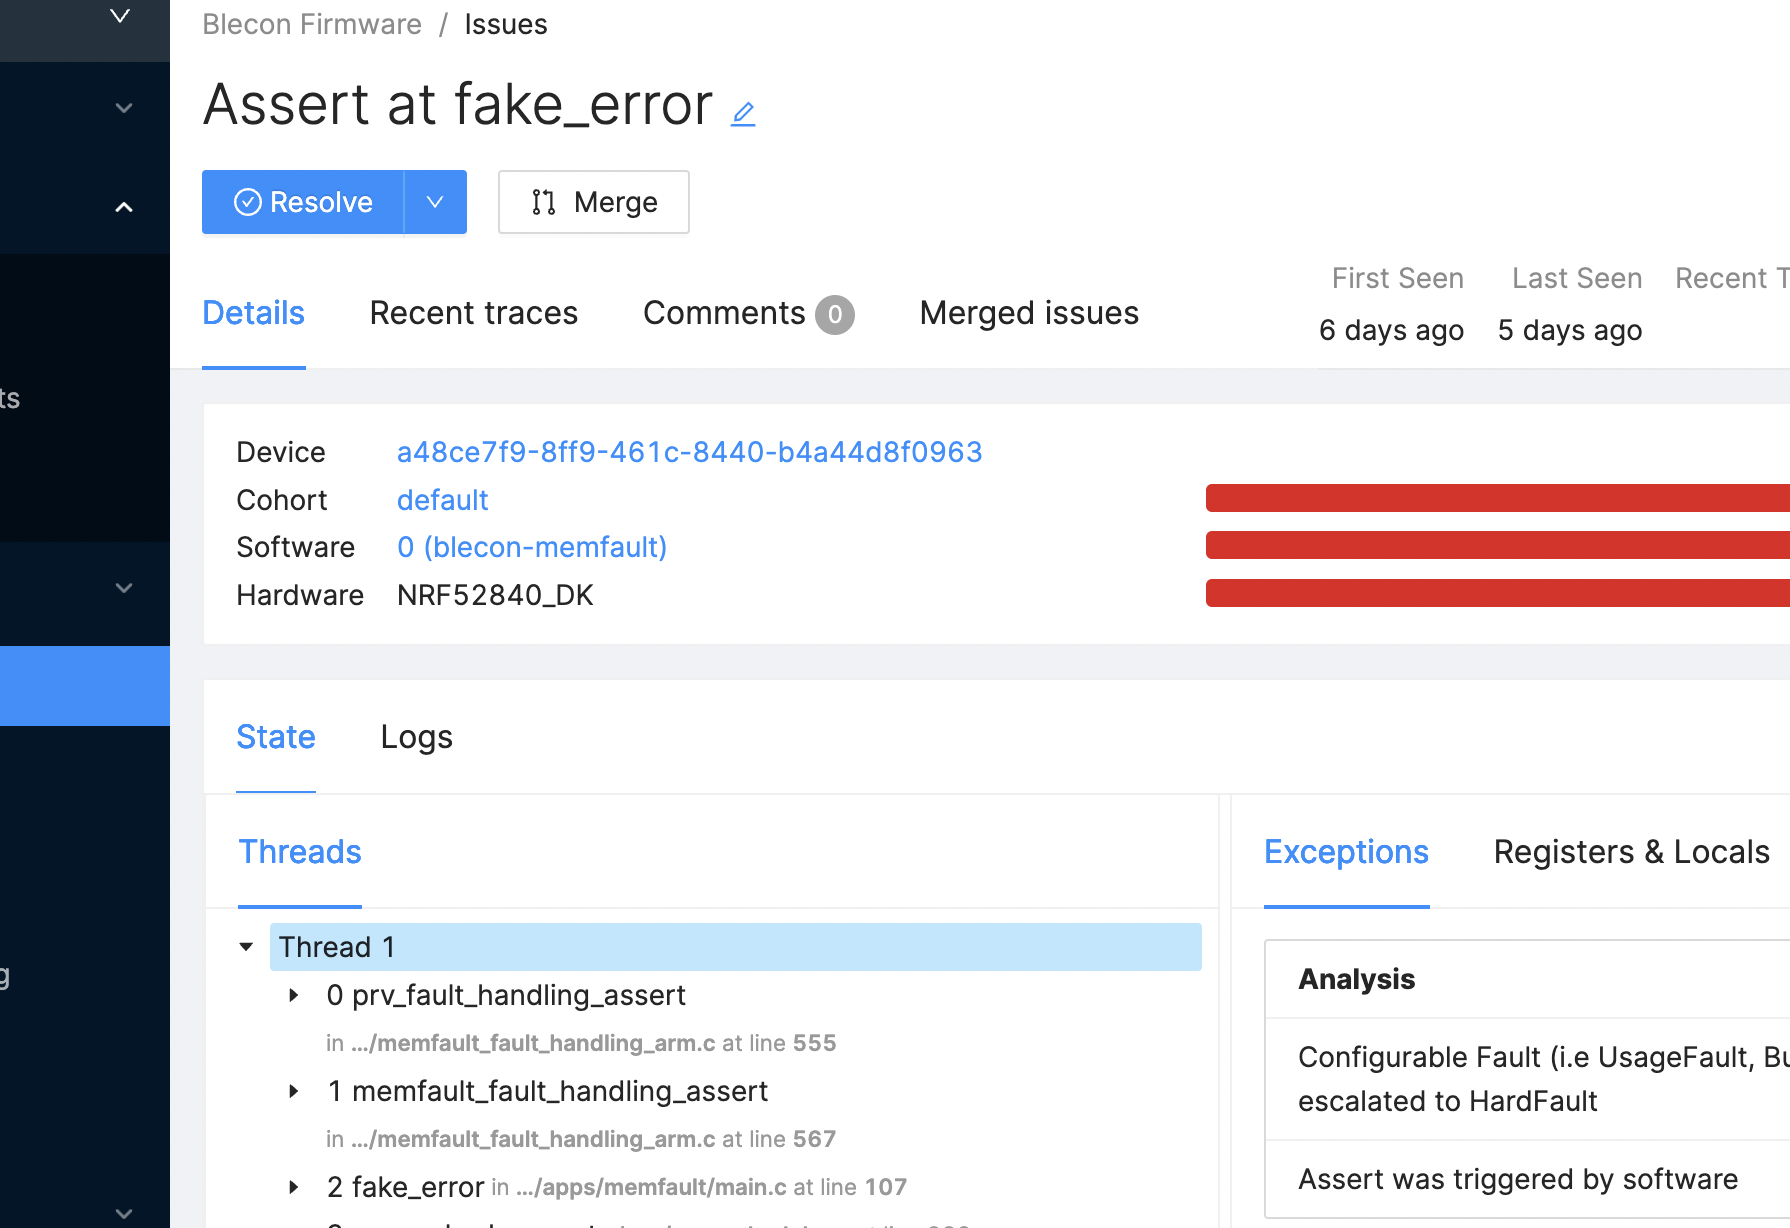 Blecon Firmware / Issues
Assert at fake_error
Resolve
Merge
Details Recent traces Comments 0 Merged issues
First Seen Last Seen Recent T
6 days ago 5 days ago
ts
Device a48ce7f9-8ff9-461c-8440-b4a44d8f0963
Cohort default
Software 0 (blecon-memfault)
Hardware NRF52840_DK
State Logs
Threads
Exceptions Registers & Locals
Thread 1
0 prv_fault_handling_assert
in .../memfault_fault_handling_arm.c at line 555
1 memfault_fault_handling_assert
in .../memfault_fault_handling_arm.c at line 567
2 fake_error in .../apps/memfault/main.c at line 107
g
Analysis
Configurable Fault (i.e UsageFault, Bu
escalated to HardFault
Assert was triggered by software